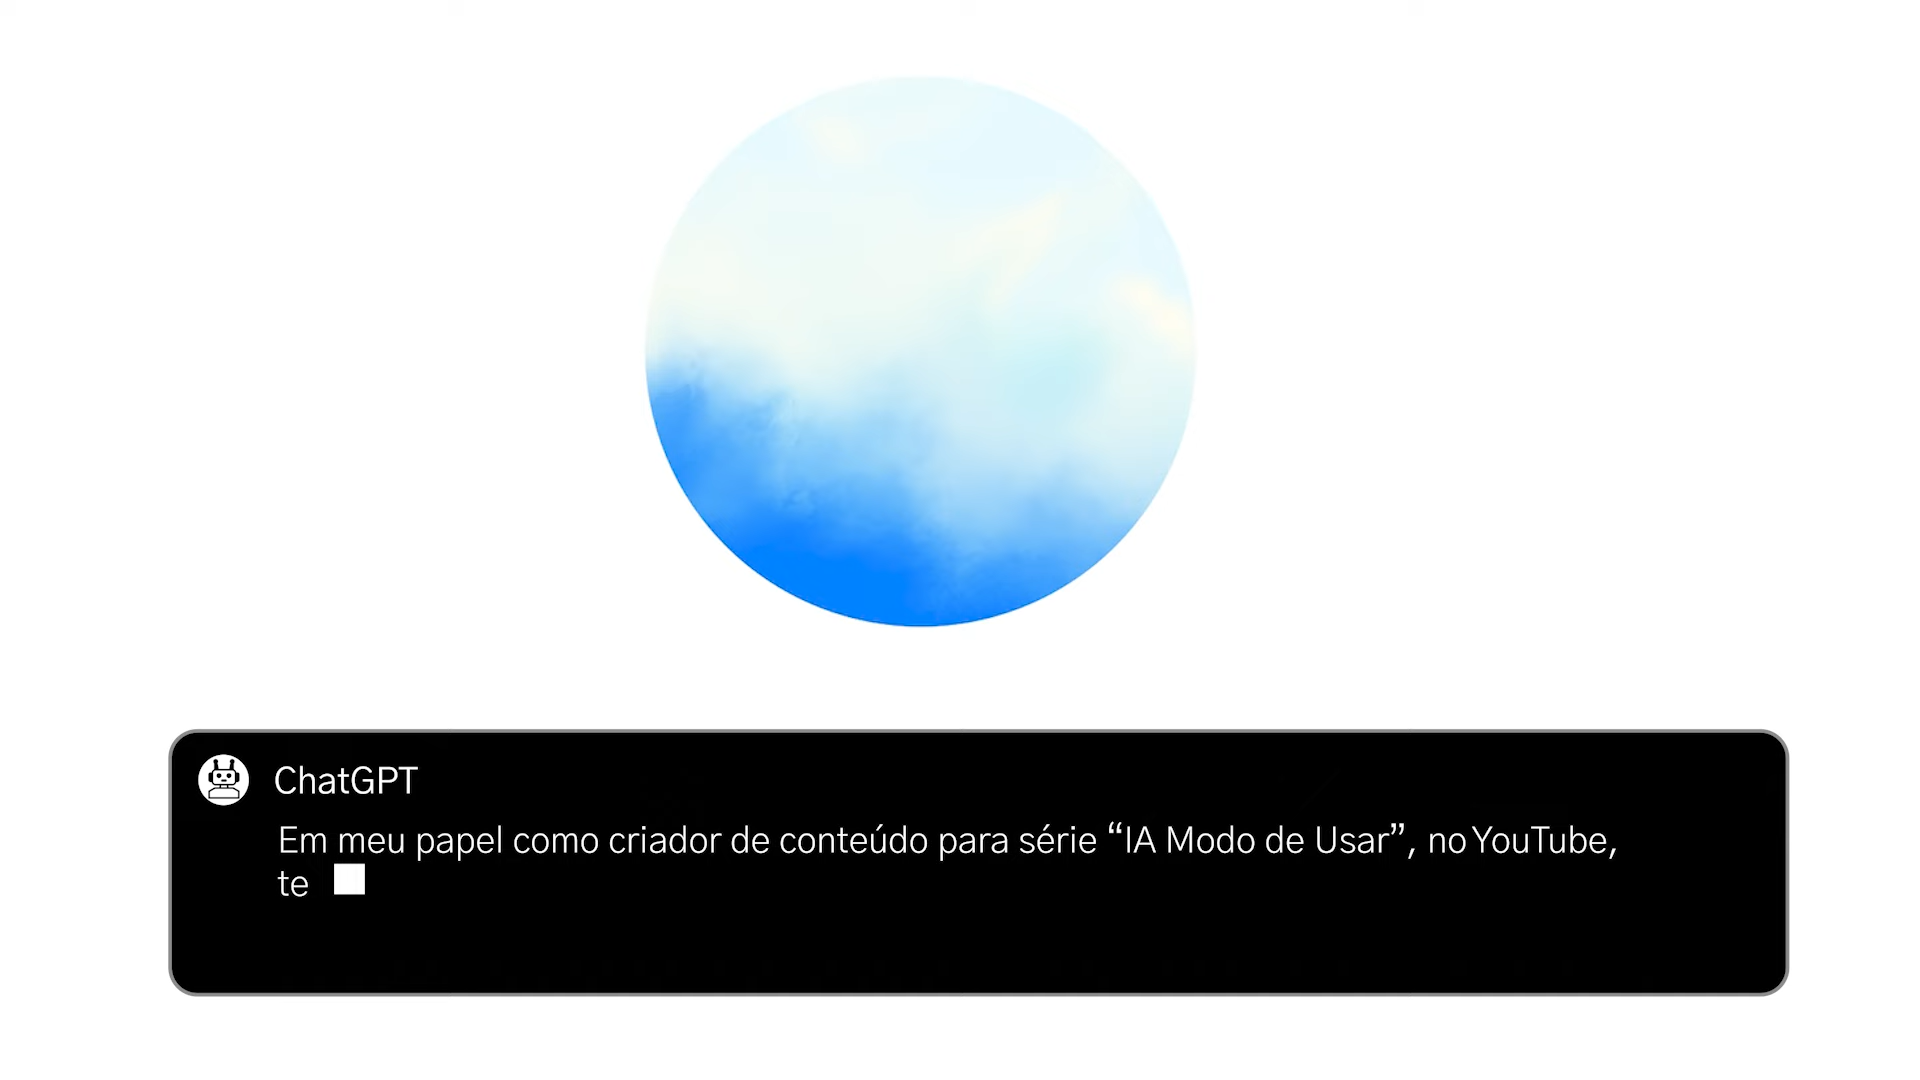 ChatGPT
Em meu papel como criador de conteúdo para série “IA Modo de Usar”, no YouTube,
te